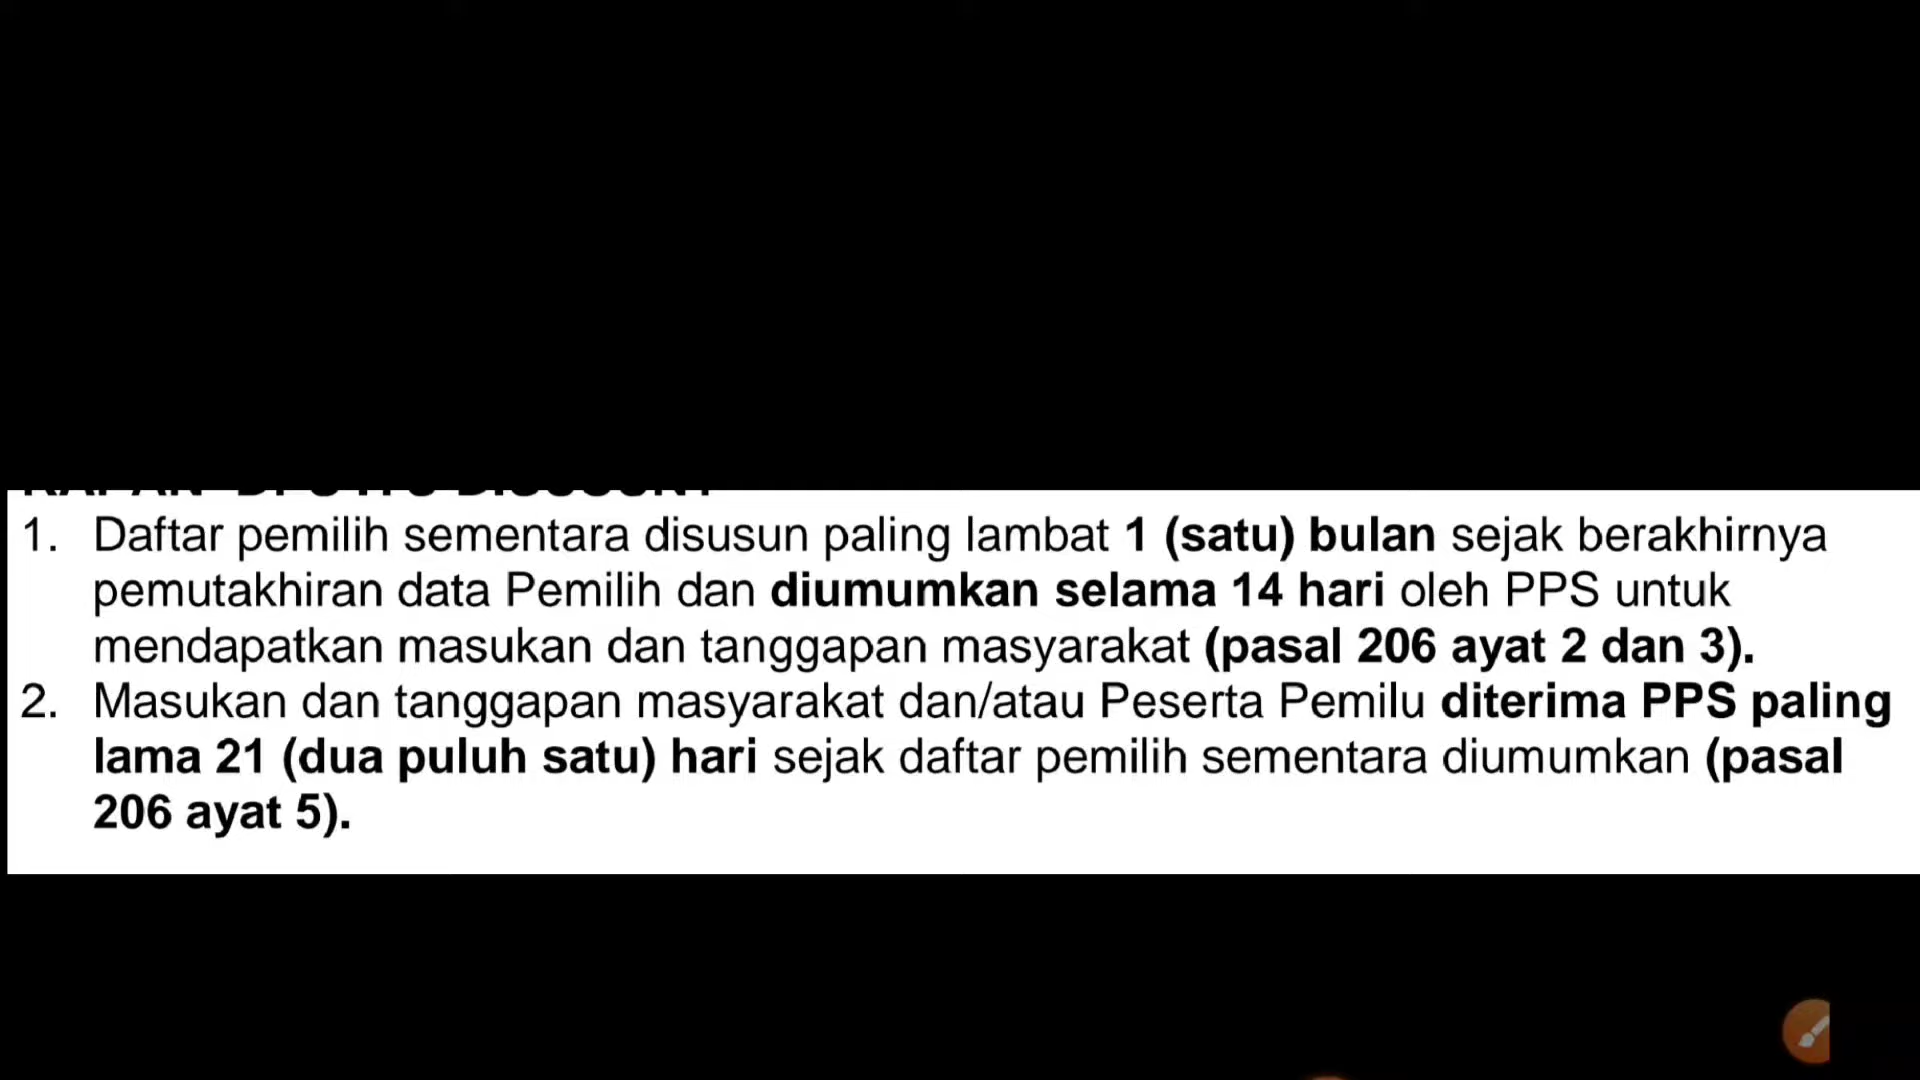 1. Daftar pemilih sementara disusun paling lambat 1 (satu) bulan sejak berakhirnya
pemutakhiran data Pemilih dan diumumkan selama 14 hari oleh PPS untuk
mendapatkan masukan dan tanggapan masyarakat (pasal 206 ayat 2 dan 3).
2. Masukan dan tanggapan masyarakat dan/atau Peserta Pemilu diterima PPS paling
lama 21 (dua puluh satu) hari sejak daftar pemilih sementara diumumkan (pasal
206 ayat 5).